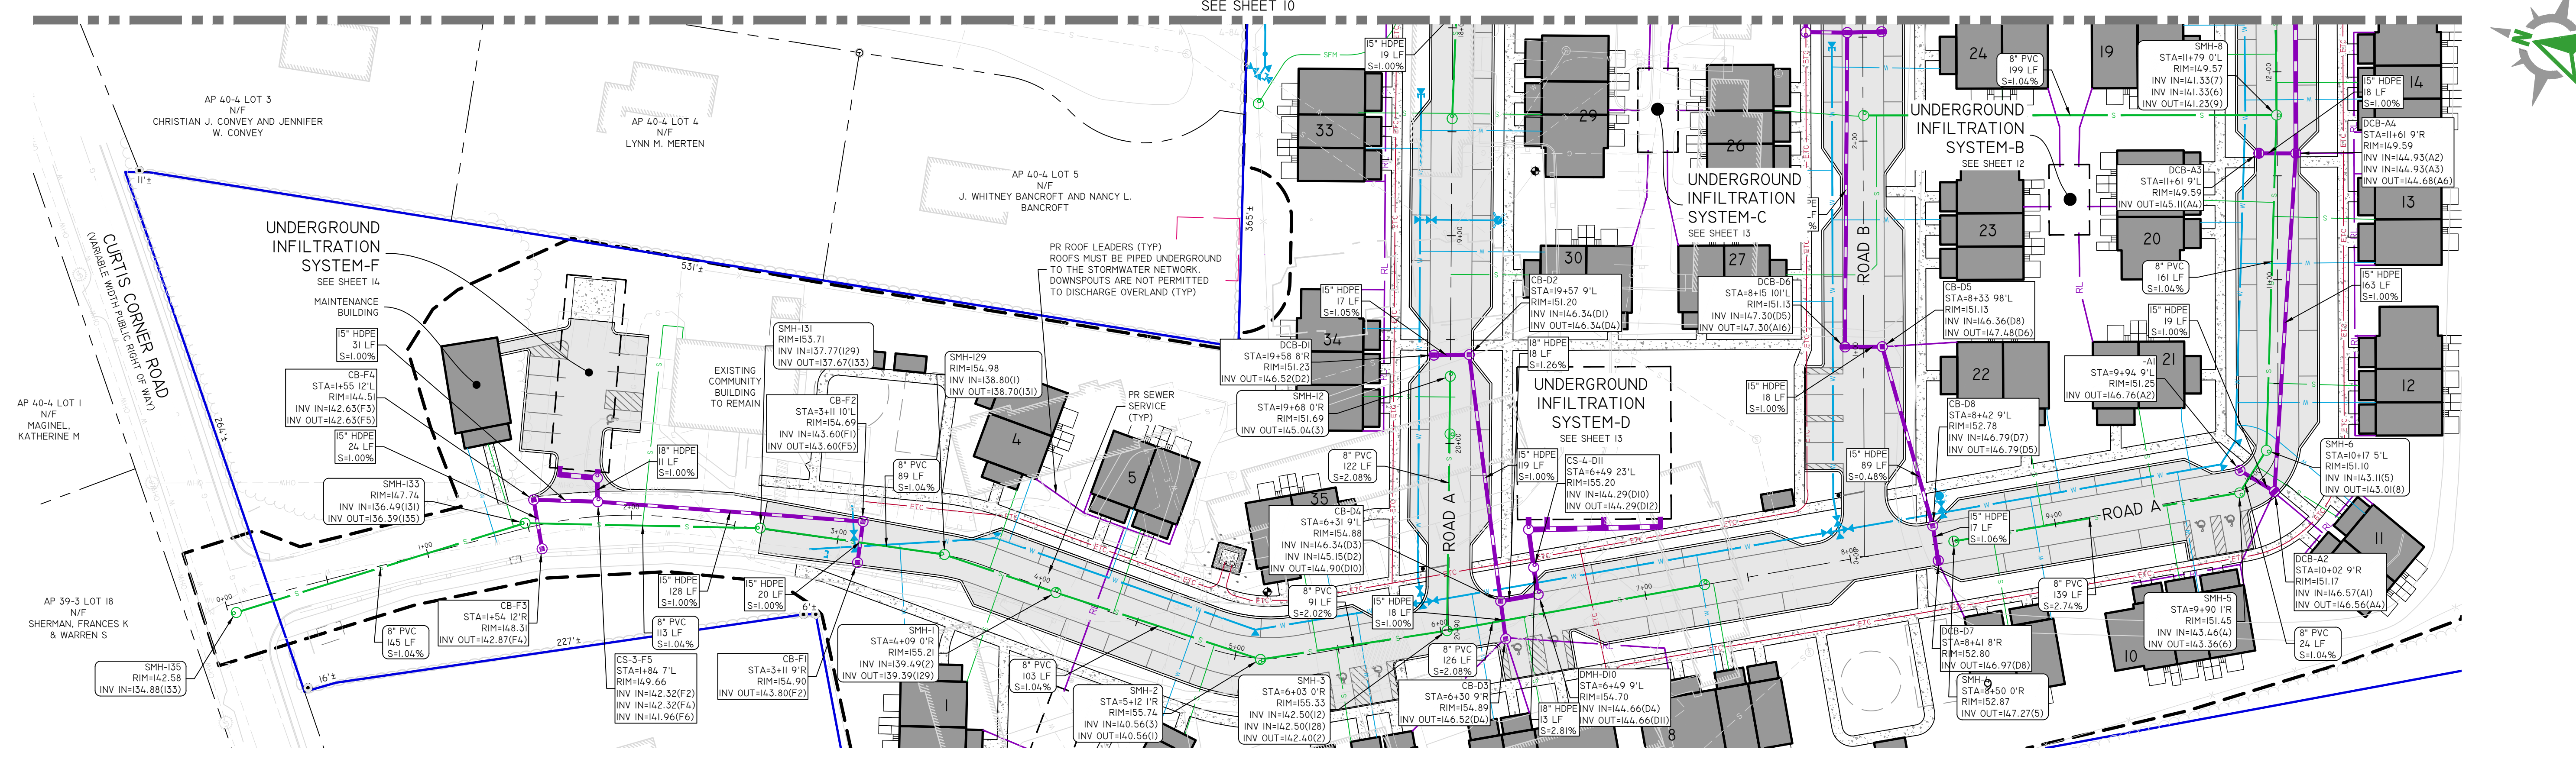 SEE SHEET 10
AP 40-4 LOT 3
N/F
CHRISTIAN J. CONVEY AND JENNIFER
W. CONVEY
AP 40-4 LOT 4
N/F
LYNN M. MERTEN
AP 40-4 LOT 5
N/F
J. WHITNEY BANCROFT AND NANCY L.
BANCROFT
11'±
531'±
365'±
CURTIS CORNER ROAD
(VARIABLE WIDTH PUBLIC RIGHT OF WAY)
264'±
AP 40-4 LOT 1
N/F
MAGINEL,
KATHERINE M
AP 39-3 LOT 18
N/F
SHERMAN, FRANCES K
& WARREN S
16'±
227'±
6'±
UNDERGROUND
INFILTRATION
SYSTEM-F
SEE SHEET 14
MAINTENANCE
BUILDING
15" HDPE
31 LF
S=1.00%
CB-F4
STA=1+55 12'L
RIM=144.51
INV IN=142.63(F3)
INV OUT=142.63(F5)
15" HDPE
24 LF
S=1.00%
SMH-133
RIM=147.74
INV IN=136.49(131)
INV OUT=136.39(135)
SMH-135
RIM=142.58
INV IN=134.88(133)
8" PVC
145 LF
S=1.04%
CB-F3
STA=1+54 12'R
RIM=148.31
INV OUT=142.87(F4)
CS-3-F5
STA=1+84 7'L
RIM=149.66
INV IN=142.32(F2)
INV IN=142.32(F4)
INV IN=141.96(F6)
8" PVC
113 LF
S=1.04%
15" HDPE
128 LF
S=1.00%
15" HDPE
20 LF
S=1.00%
18" HDPE
11 LF
S=1.00%
EXISTING
COMMUNITY
BUILDING
TO REMAIN
SMH-131
RIM=153.71
INV IN=137.77(129)
INV OUT=137.67(133)
CB-F2
STA=3+11 10'L
RIM=154.69
INV IN=143.60(F1)
INV OUT=143.60(F5)
SMH-129
RIM=154.98
INV IN=138.80(1)
INV OUT=138.70(131)
8" PVC
89 LF
S=1.04%
PR SEWER
SERVICE
(TYP)
PR ROOF LEADERS (TYP)
ROOFS MUST BE PIPED UNDERGROUND
TO THE STORMWATER NETWORK.
DOWNSPOUTS ARE NOT PERMITTED
TO DISCHARGE OVERLAND (TYP)
CB-F1
STA=3+11 9'R
RIM=154.90
INV OUT=143.80(F2)
SMH-1
STA=4+09 0'R
RIM=155.21
INV IN=139.49(2)
INV OUT=139.39(129)
8" PVC
103 LF
S=1.04%
SMH-2
STA=5+12 1'R
RIM=155.74
INV IN=140.56(3)
INV OUT=140.56(1)
SMH-3
STA=6+03 0'R
RIM=155.33
INV IN=142.50(12)
INV IN=142.50(128)
INV OUT=142.40(2)
8" PVC
91 LF
S=2.02%
15" HDPE
18 LF
S=1.00%
8" PVC
126 LF
S=2.08%
CB-D3
STA=6+30 9'R
RIM=154.89
INV OUT=146.52(D4)
CB-D4
STA=6+31 9'L
RIM=154.88
INV IN=146.34(D3)
INV IN=145.15(D2)
INV OUT=144.90(D10)
8" PVC
122 LF
S=2.08%
SMH-12
STA=19+68 0'R
RIM=151.69
INV OUT=145.04(3)
DCB-D1
STA=19+58 8'R
RIM=151.23
INV OUT=146.52(D2)
15" HDPE
17 LF
S=1.05%
15" HDPE
19 LF
S=1.00%
CB-D2
STA=19+57 9'L
RIM=151.20
INV IN=146.34(D1)
INV OUT=146.34(D4)
18" HDPE
18 LF
S=1.26%
UNDERGROUND
INFILTRATION
SYSTEM-D
SEE SHEET 13
15" HDPE
119 LF
S=1.00%
CS-4-D11
STA=6+49 23'L
RIM=155.20
INV IN=144.29(D10)
INV IN=144.29(D12)
DMH-D10
STA=6+49 9'L
RIM=154.70
INV IN=144.66(D4)
INV IN=144.66(D11)
18" HDPE
13 LF
S=2.81%
UNDERGROUND
INFILTRATION
SYSTEM-C
SEE SHEET 13
DCB-D6
STA=8+15 101'L
RIM=151.13
INV IN=147.30(D5)
INV OUT=147.30(A16)
15" HDPE
18 LF
S=1.00%
15" HDPE
89 LF
S=0.48%
CB-D5
STA=8+33 98'L
RIM=151.13
INV IN=146.36(D8)
INV OUT=147.48(D6)
CB-D8
STA=8+42 9'L
RIM=152.78
INV IN=146.79(D7)
INV OUT=146.79(D5)
15" HDPE
17 LF
S=1.06%
DCB-D7
STA=8+41 8'R
RIM=152.80
INV OUT=146.97(D8)
STA=8+50 0'R
RIM=152.87
INV OUT=147.27(5)
8" PVC
139 LF
S=2.74%
UNDERGROUND
INFILTRATION
SYSTEM-B
SEE SHEET 12
8" PVC
199 LF
S=1.04%
SMH-8
STA=11+79 0'L
RIM=149.57
INV IN=141.33(7)
INV IN=141.33(6)
INV OUT=141.23(9)
15" HDPE
18 LF
S=1.00%
DCB-A4
STA=11+61 9'R
RIM=149.59
INV IN=144.93(A2)
INV IN=144.93(A3)
INV OUT=144.68(A6)
DCB-A3
STA=11+61 9'L
RIM=149.59
INV OUT=145.11(A4)
8" PVC
161 LF
S=1.04%
15" HDPE
163 LF
S=1.00%
15" HDPE
19 LF
S=1.00%
-A1
STA=9+94 9'L
RIM=151.25
INV OUT=146.76(A2)
SMH-6
STA=10+17 5'L
RIM=151.10
INV IN=143.11(5)
INV OUT=143.01(8)
DCB-A2
STA=10+02 9'R
RIM=151.17
INV IN=146.57(A1)
INV OUT=146.56(A4)
SMH-5
STA=9+90 1'R
RIM=151.45
INV IN=143.46(4)
INV OUT=143.36(6)
8" PVC
24 LF
S=1.04%
ROAD A
ROAD B
ROAD A
33
34
35
29
30
26
27
24
19
23
20
22
21
14
13
12
11
10
8
1
4
5
0+00
1+00
2+00
3+00
4+00
5+00
6+00
7+00
8+00
9+00
11+00
12+00
18+00
19+00
20+00